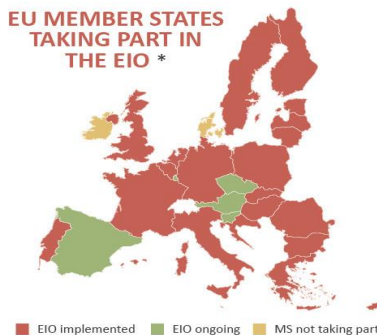 EU MEMBER STATES
TAKING PART IN
THE EIO *
EIO implemented EIO ongoing MS not taking part